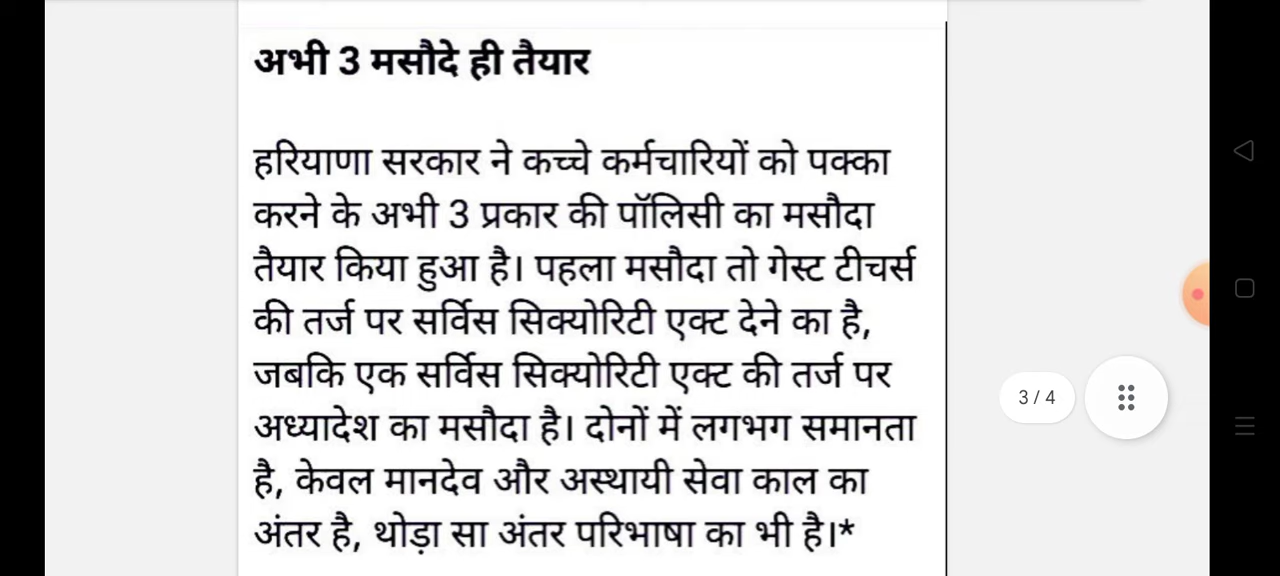 अभी 3 मसौदे ही तैयार
हरियाणा सरकार ने कच्चे कर्मचारियों को पक्का
करने के अभी 3 प्रकार की पॉलिसी का मसौदा
तैयार किया हुआ है। पहला मसौदा तो गेस्ट टीचर्स
की तर्ज पर सर्विस सिक्योरिटी एक्ट देने का है,
जबकि एक सर्विस सिक्योरिटी एक्ट की तर्ज पर
अध्यादेश का मसौदा है। दोनों में लगभग समानता
है, केवल मानदेव और अस्थायी सेवा काल का
अंतर है, थोड़ा सा अंतर परिभाषा का भी है।*
3 / 4